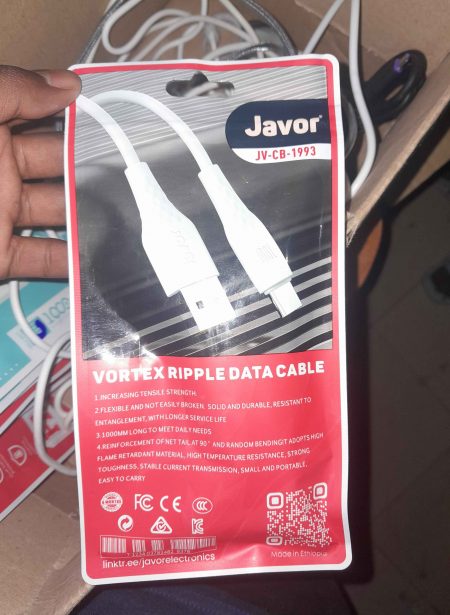 Javor
JV-CB-1993
VORTEX RIPPLE DATA CABLE
1.INCREASING TENSILE STRENGTH,
2.FLEXIBLE AND NOT EASILY BROKEN, SOLID AND DURABLE, RESISTANT TO
ENTANGLEMENT, WITH LONGER SERVICE LIFE
3.1000MM LONG TO MEET DAILY NEEDS
4.REINFORCEMENT OF NET TAIL AT 90° AND RANDOM BENDINGIT ADOPTS HIGH
FLAME RETARDANT MATERIAL, HIGH TEMPERATURE RESISTANCE, STRONG
TOUGHNESS, STABLE CURRENT TRANSMISSION, SMALL AND PORTABLE,
EASY TO CARRY
FC CE CCC
Made in Ethiopia
linktr.ee/javorelectronics